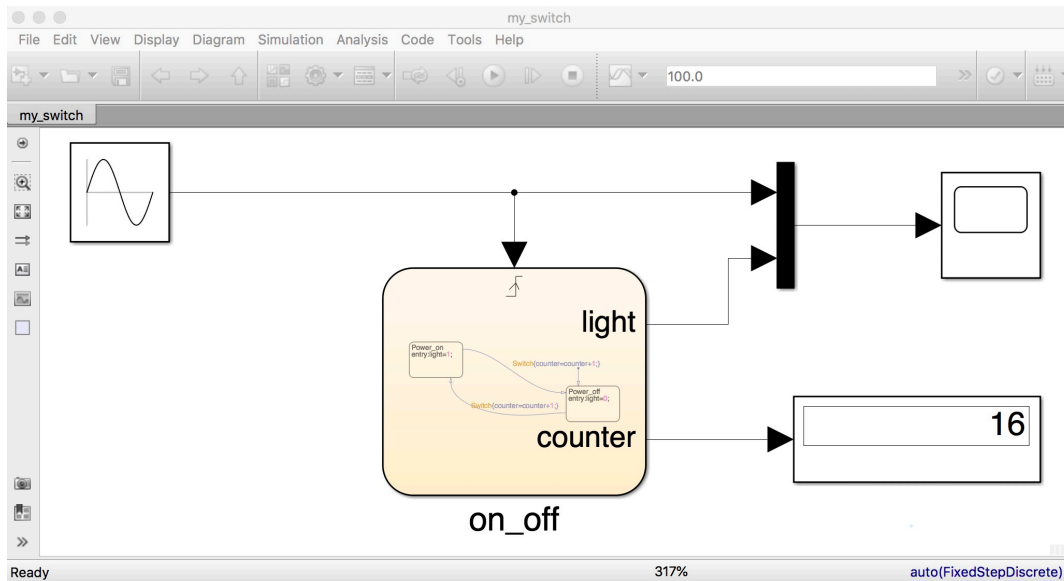 my_switch
File Edit View Display Diagram Simulation Analysis Code Tools Help
100.0
my_switch
light
Power_on
entry:light=1;
Switch{counter=counter+1;}
Power_off
entry:light=0;
Switch{counter=counter+1;}
counter
16
on_off
Ready
317%
auto(FixedStepDiscrete)